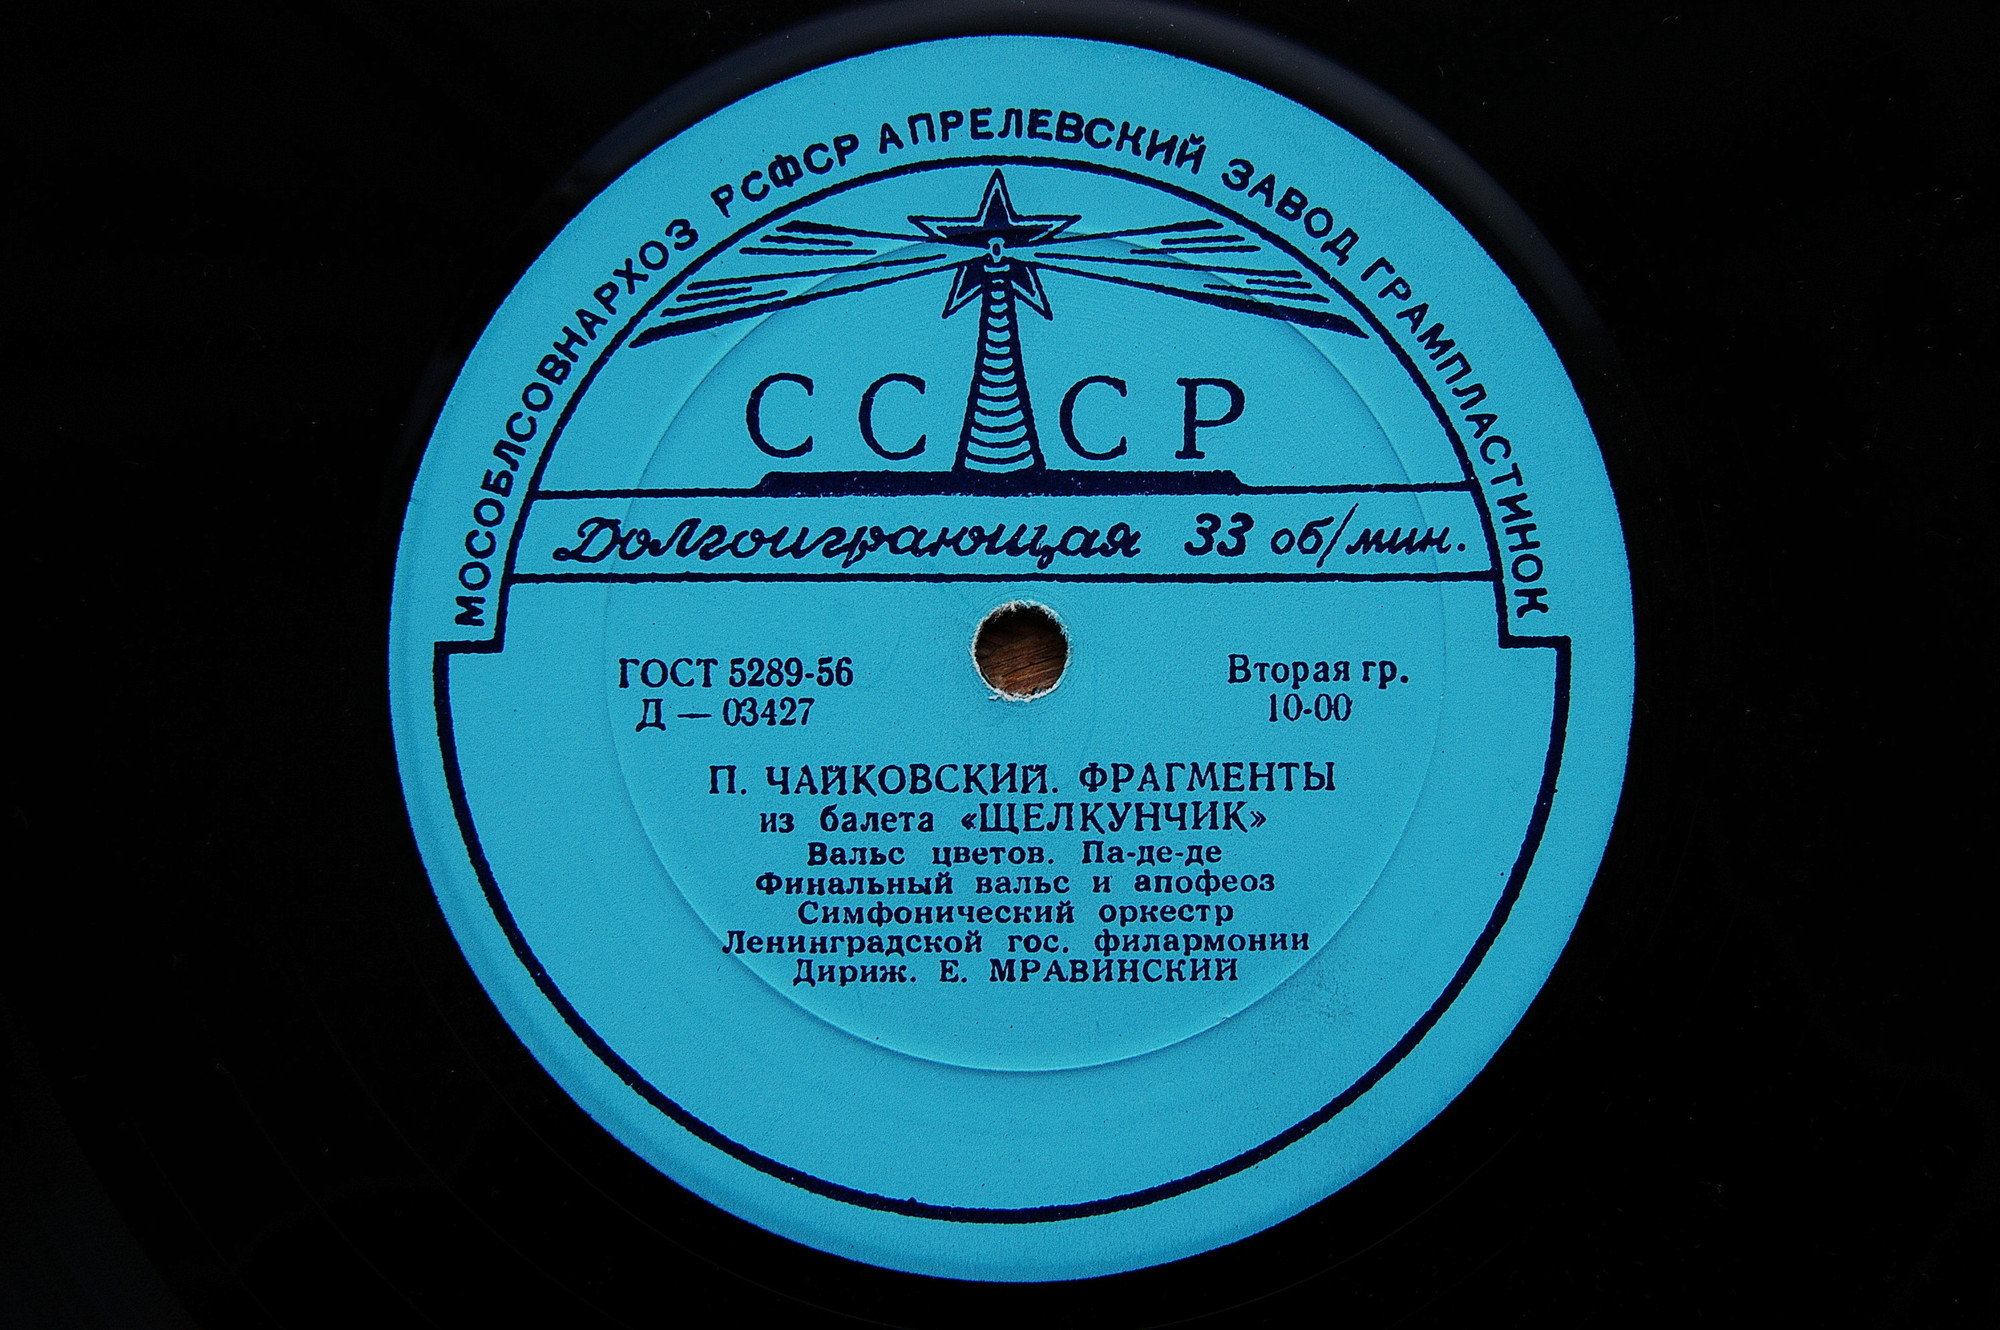 МОСОБЛСОВНАРХОЗ РСФСР АПРЕЛЕВСКИЙ ЗАВОД ГРАМПЛАСТИНОК
СССР
Долгоиграющая 33 об/мин.
ГОСТ 5289-56
Д — 03427
Вторая гр.
10-00
П. ЧАЙКОВСКИЙ. ФРАГМЕНТЫ
из балета «ЩЕЛКУНЧИК»
Вальс цветов. Па-де-де
Финальный вальс и апофеоз
Симфонический оркестр
Ленинградской гос. филармонии
Дириж. Е. МРАВИНСКИЙ